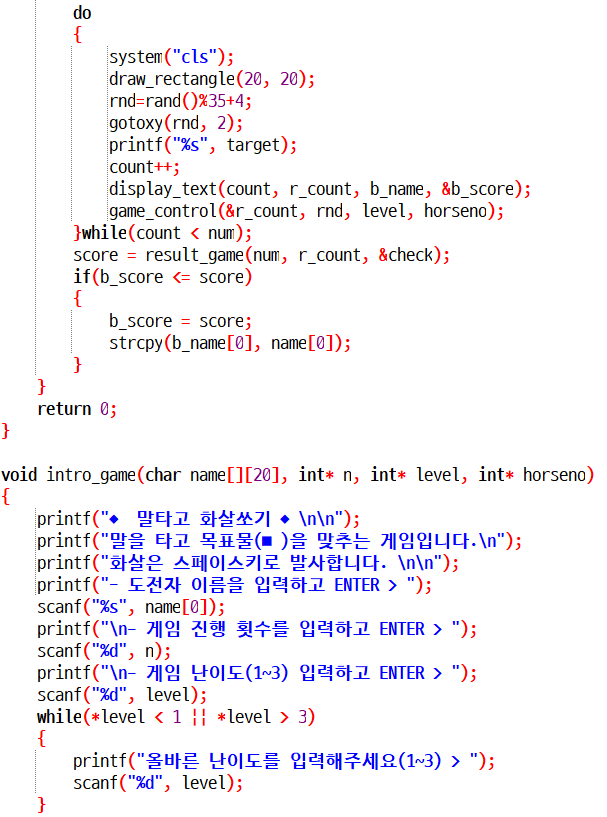 do
{
system("cls");
draw_rectangle(20, 20);
rnd=rand()%35+4;
gotoxy(rnd, 2);
printf("%s", target);
count++;
display_text(count, r_count, b_name, &b_score);
game_control(&r_count, rnd, level, horseno);
}while(count < num);
score = result_game(num, r_count, &check);
if(b_score <= score)
{
b_score = score;
strcpy(b_name[0], name[0]);
}
}
return 0;
}
void intro_game(char name[][20], int* n, int* level, int* horseno)
{
printf("◆  말타고 화살쏘기 ◆ \n\n");
printf("말을 타고 목표물(■ )을 맞추는 게임입니다.\n");
printf("화살은 스페이스키로 발사합니다. \n\n");
printf("- 도전자 이름을 입력하고 ENTER > ");
scanf("%s", name[0]);
printf("\n- 게임 진행 횟수를 입력하고 ENTER > ");
scanf("%d", n);
printf("\n- 게임 난이도(1~3) 입력하고 ENTER > ");
scanf("%d", level);
while(*level < 1 || *level > 3)
{
printf("올바른 난이도를 입력해주세요(1~3) > ");
scanf("%d", level);
}